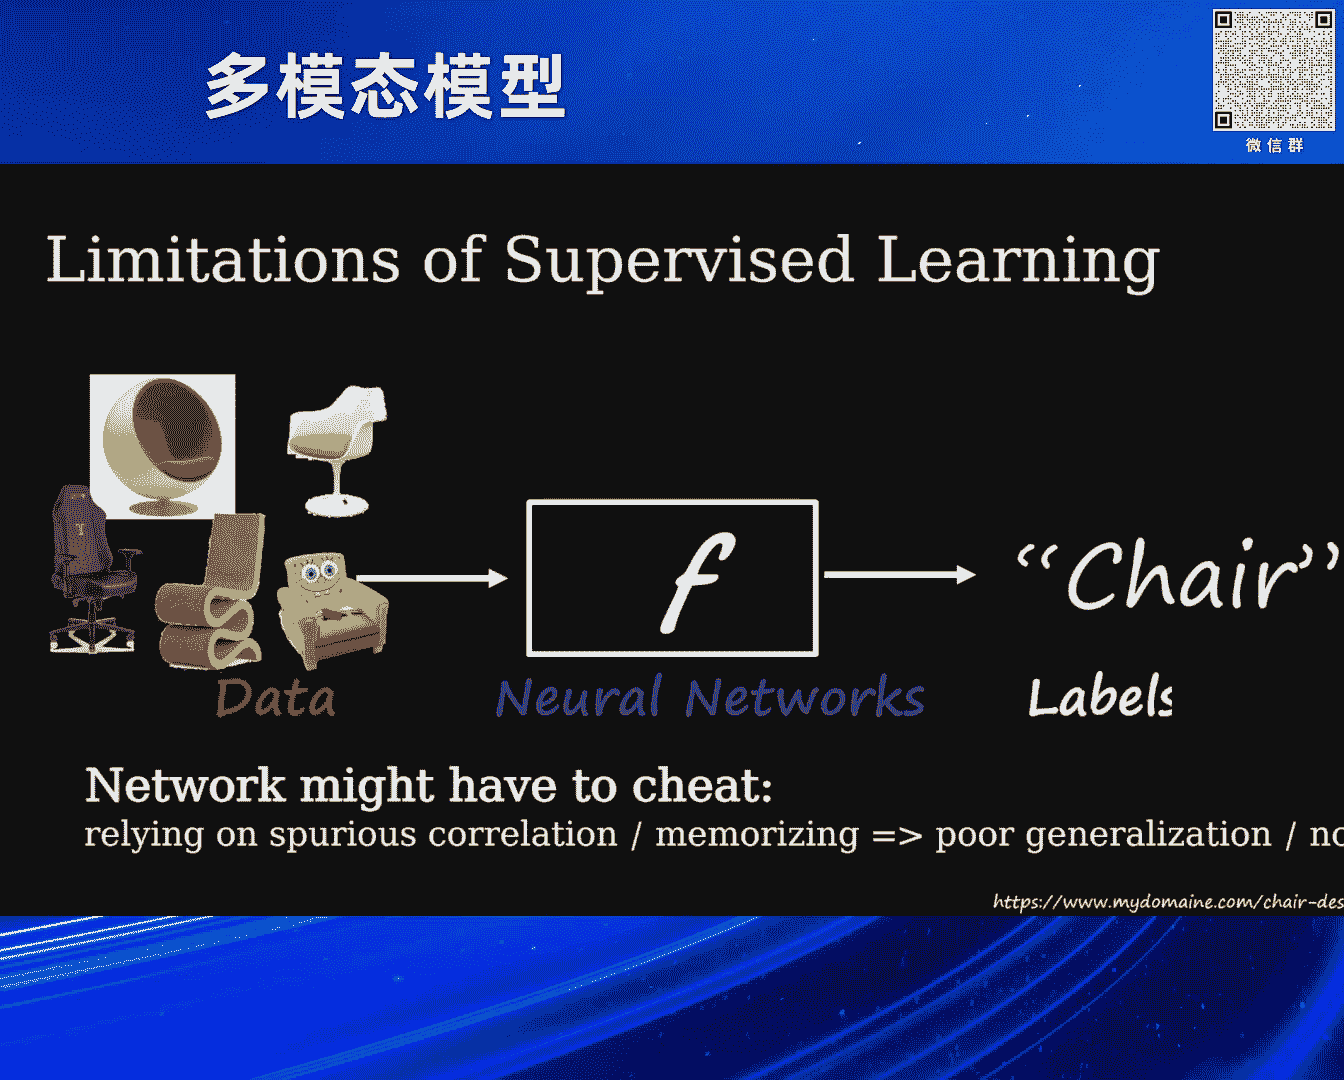 多模态模型
微信群
Limitations of Supervised Learning
f
“Chair”
Data
Neural Networks
Labels
Network might have to cheat:
relying on spurious correlation / memorizing => poor generalization / no
https://www.mydomaine.com/chair-des